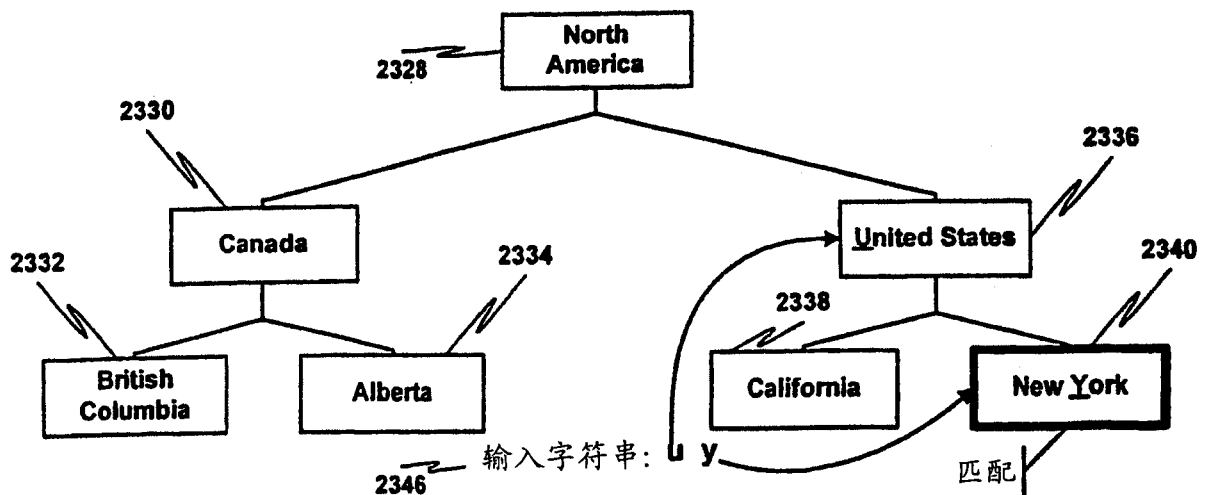 North
America
2328
2330
2336
Canada
United States
2332
2334
2340
2338
British
Columbia
Alberta
California
New York
输入字符串: u y
匹配
2346